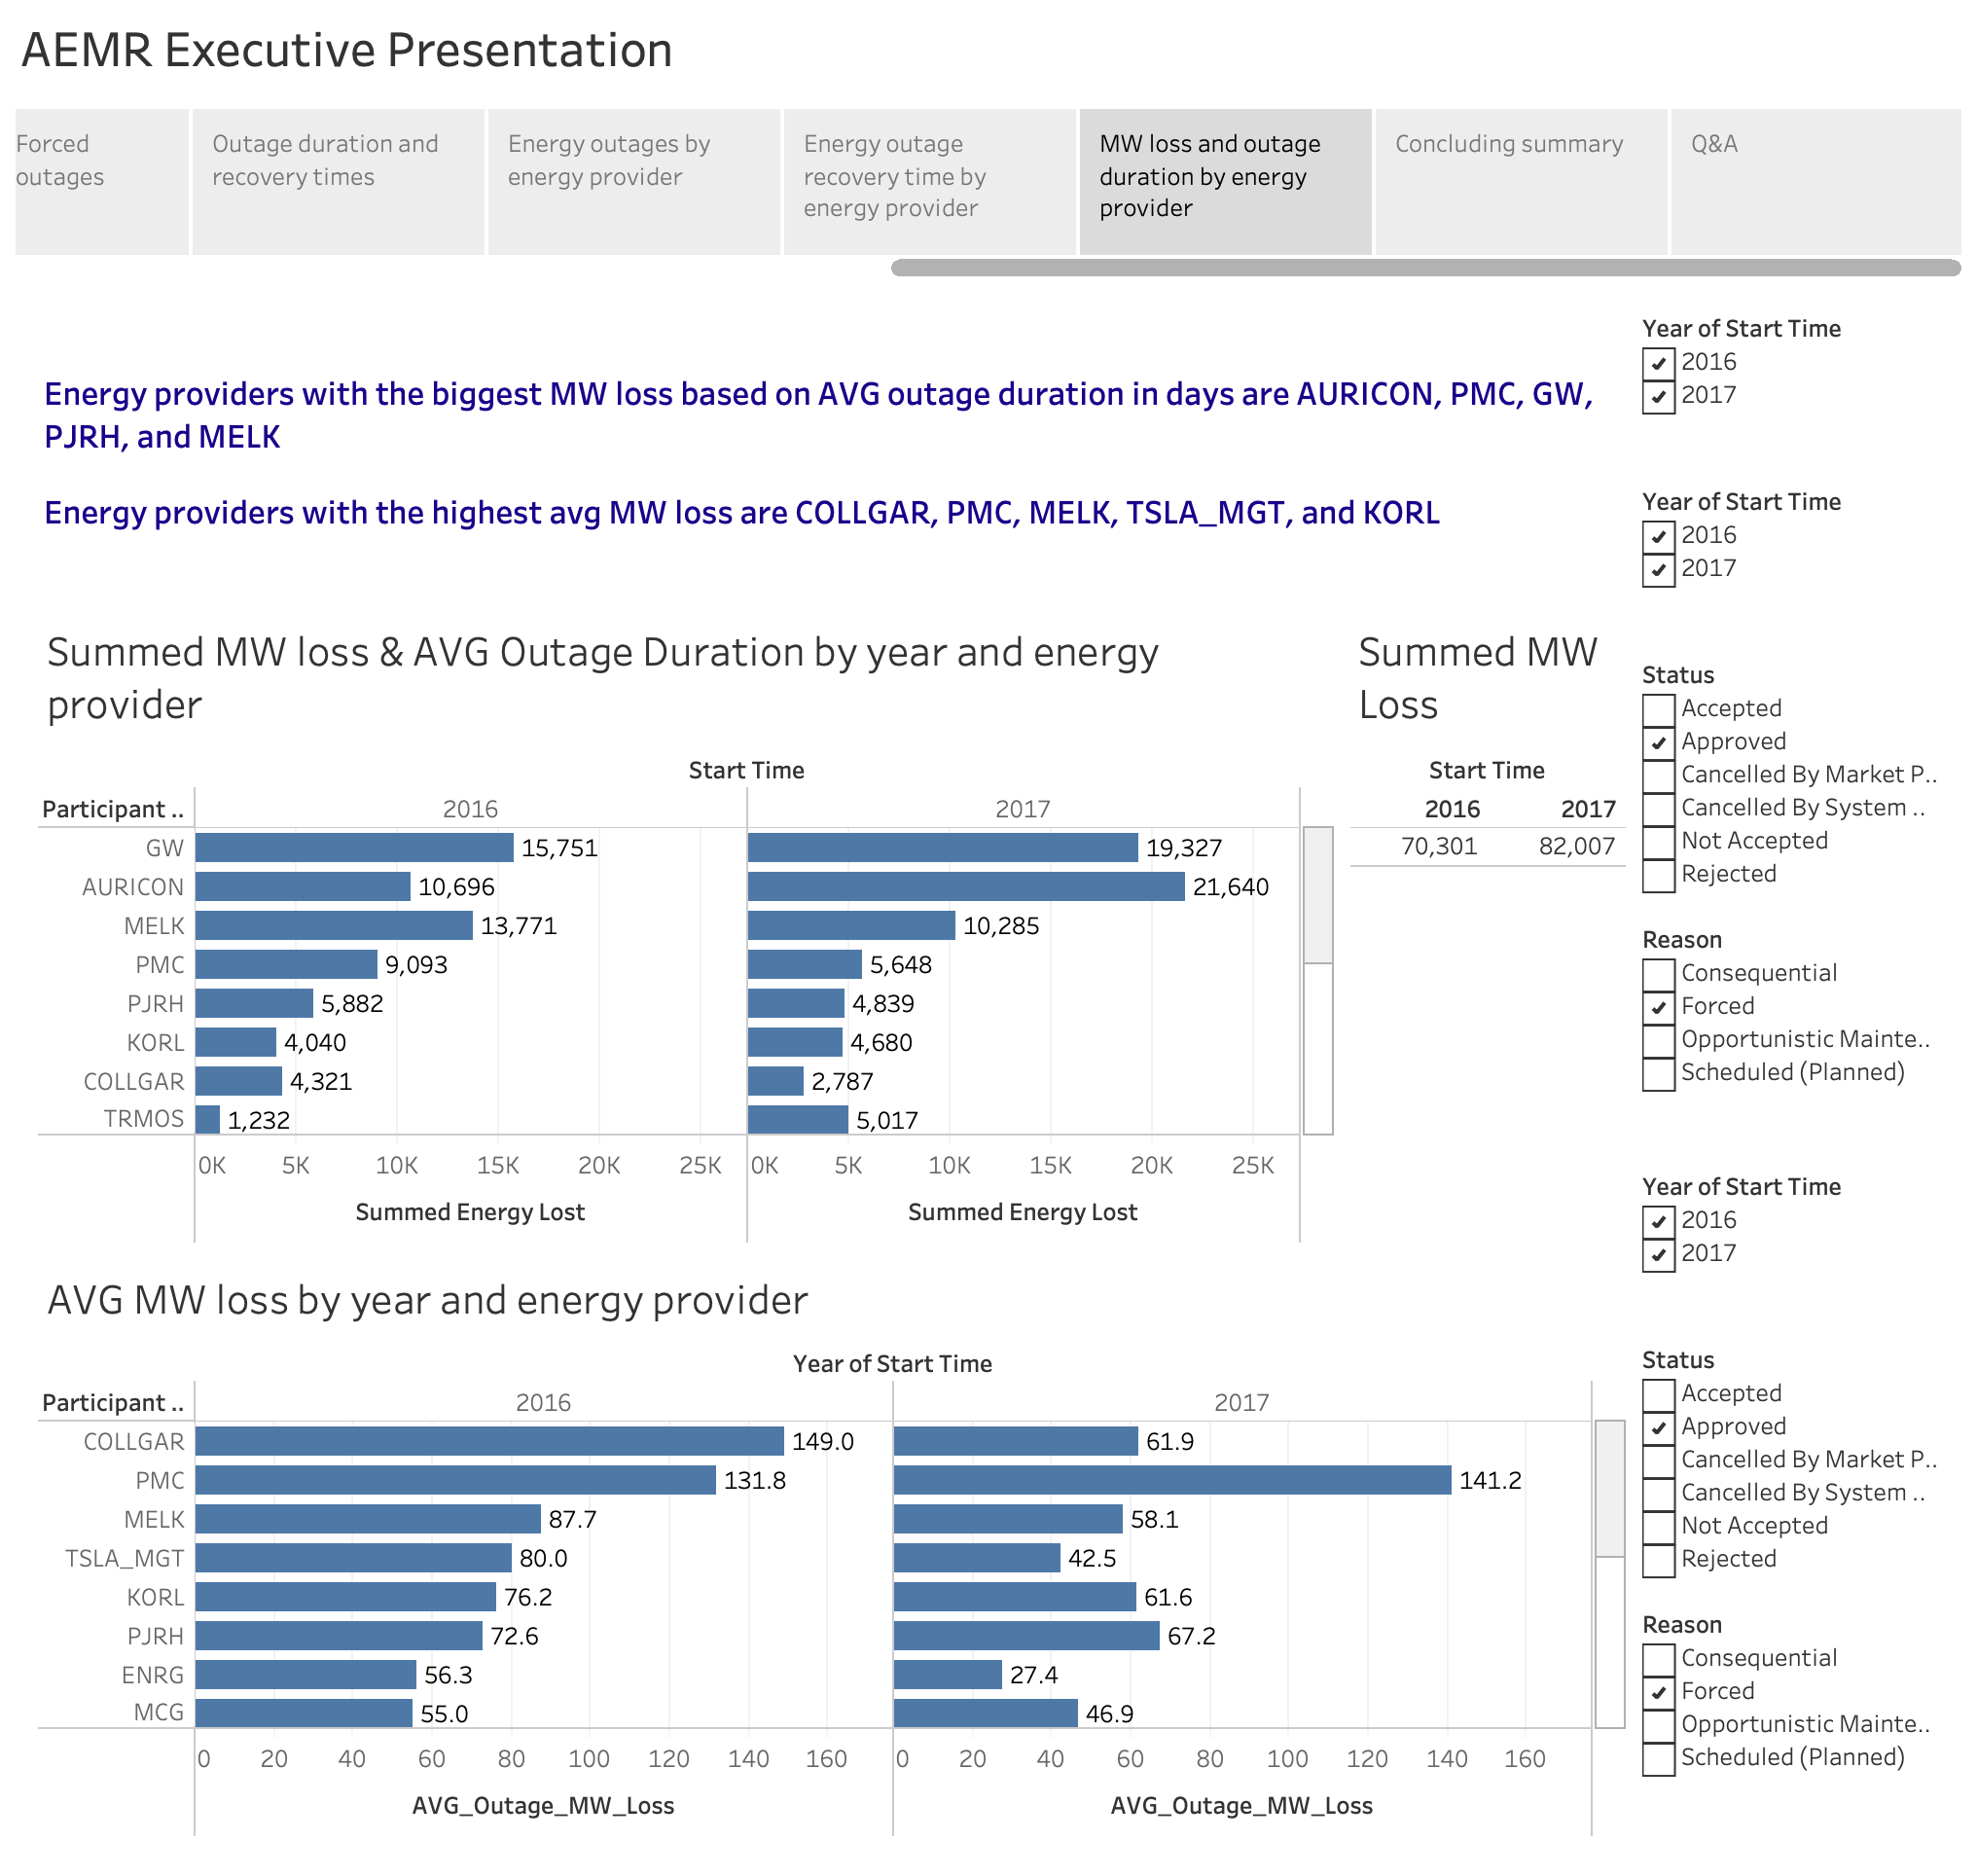 AEMR Executive Presentation
Forced
outages
Outage duration and
recovery times
Energy outages by
energy provider
Energy outage
recovery time by
energy provider
MW loss and outage
duration by energy
provider
Concluding summary
Q&A
Energy providers with the biggest MW loss based on AVG outage duration in days are AURICON, PMC, GW,
PJRH, and MELK
Energy providers with the highest avg MW loss are COLLGAR, PMC, MELK, TSLA_MGT, and KORL
Year of Start Time
2016
2017
Year of Start Time
2016
2017
Summed MW loss & AVG Outage Duration by year and energy
provider
Start Time
Participant .. 2016 2017
GW 15,751 19,327
AURICON 10,696 21,640
MELK 13,771 10,285
PMC 9,093 5,648
PJRH 5,882 4,839
KORL 4,040 4,680
COLLGAR 4,321 2,787
TRMOS 1,232 5,017
0K 5K 10K 15K 20K 25K 0K 5K 10K 15K 20K 25K
Summed Energy Lost Summed Energy Lost
Summed MW
Loss
Start Time
2016 2017
70,301 82,007
Status
Accepted
Approved
Cancelled By Market P..
Cancelled By System ..
Not Accepted
Rejected
Reason
Consequential
Forced
Opportunistic Mainte..
Scheduled (Planned)
Year of Start Time
2016
2017
AVG MW loss by year and energy provider
Year of Start Time
Participant .. 2016 2017
COLLGAR 149.0 61.9
PMC 131.8 141.2
MELK 87.7 58.1
TSLA_MGT 80.0 42.5
KORL 76.2 61.6
PJRH 72.6 67.2
ENRG 56.3 27.4
MCG 55.0 46.9
0 20 40 60 80 100 120 140 160 0 20 40 60 80 100 120 140 160
AVG_Outage_MW_Loss AVG_Outage_MW_Loss
Status
Accepted
Approved
Cancelled By Market P..
Cancelled By System ..
Not Accepted
Rejected
Reason
Consequential
Forced
Opportunistic Mainte..
Scheduled (Planned)